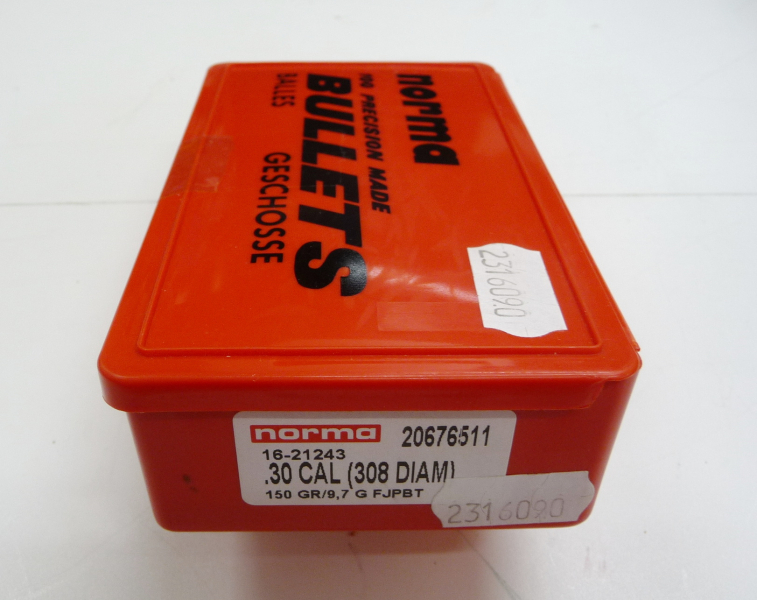 norma
100 PRECISION MADE
BULLETS
BALLES GESCHOSSE
2316090
norma 20676511
16-21243
.30 CAL (308 DIAM)
150 GR/9,7 G FJPBT
2316090